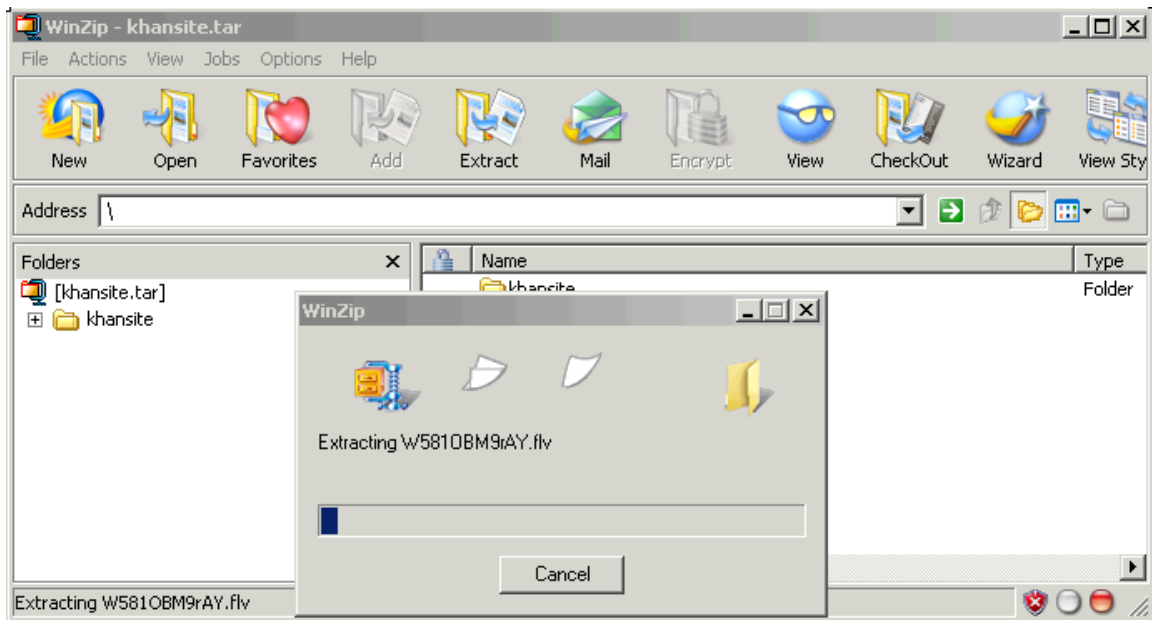 WinZip - khansite.tar
File Actions View Jobs Options Help
New Open Favorites Add Extract Mail Encrypt View CheckOut Wizard View Sty
Address \
Folders
Name Type
[khansite.tar]
khansite
khansite Folder
WinZip
Extracting W581OBM9rAY.flv
Cancel
Extracting W581OBM9rAY.flv